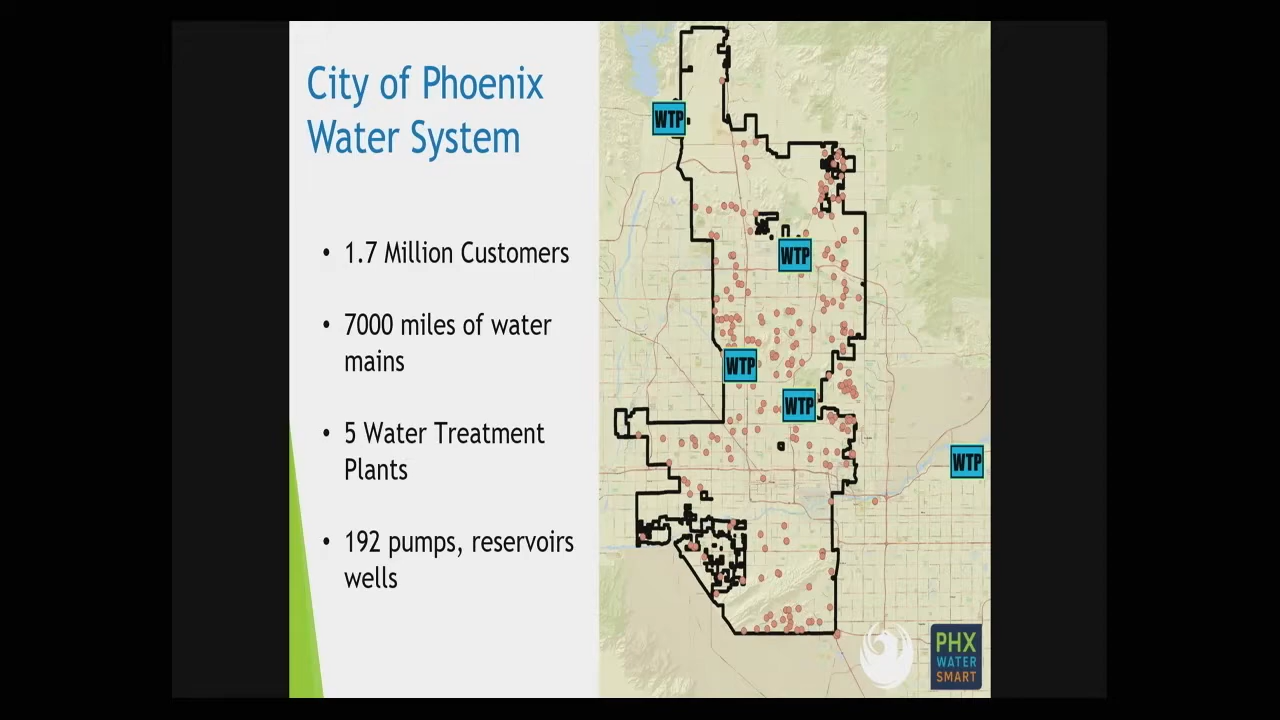 City of Phoenix
Water System
• 1.7 Million Customers
• 7000 miles of water
mains
• 5 Water Treatment
Plants
• 192 pumps, reservoirs
wells
WTP
WTP
WTP
WTP
WTP
PHX
WATER
SMART